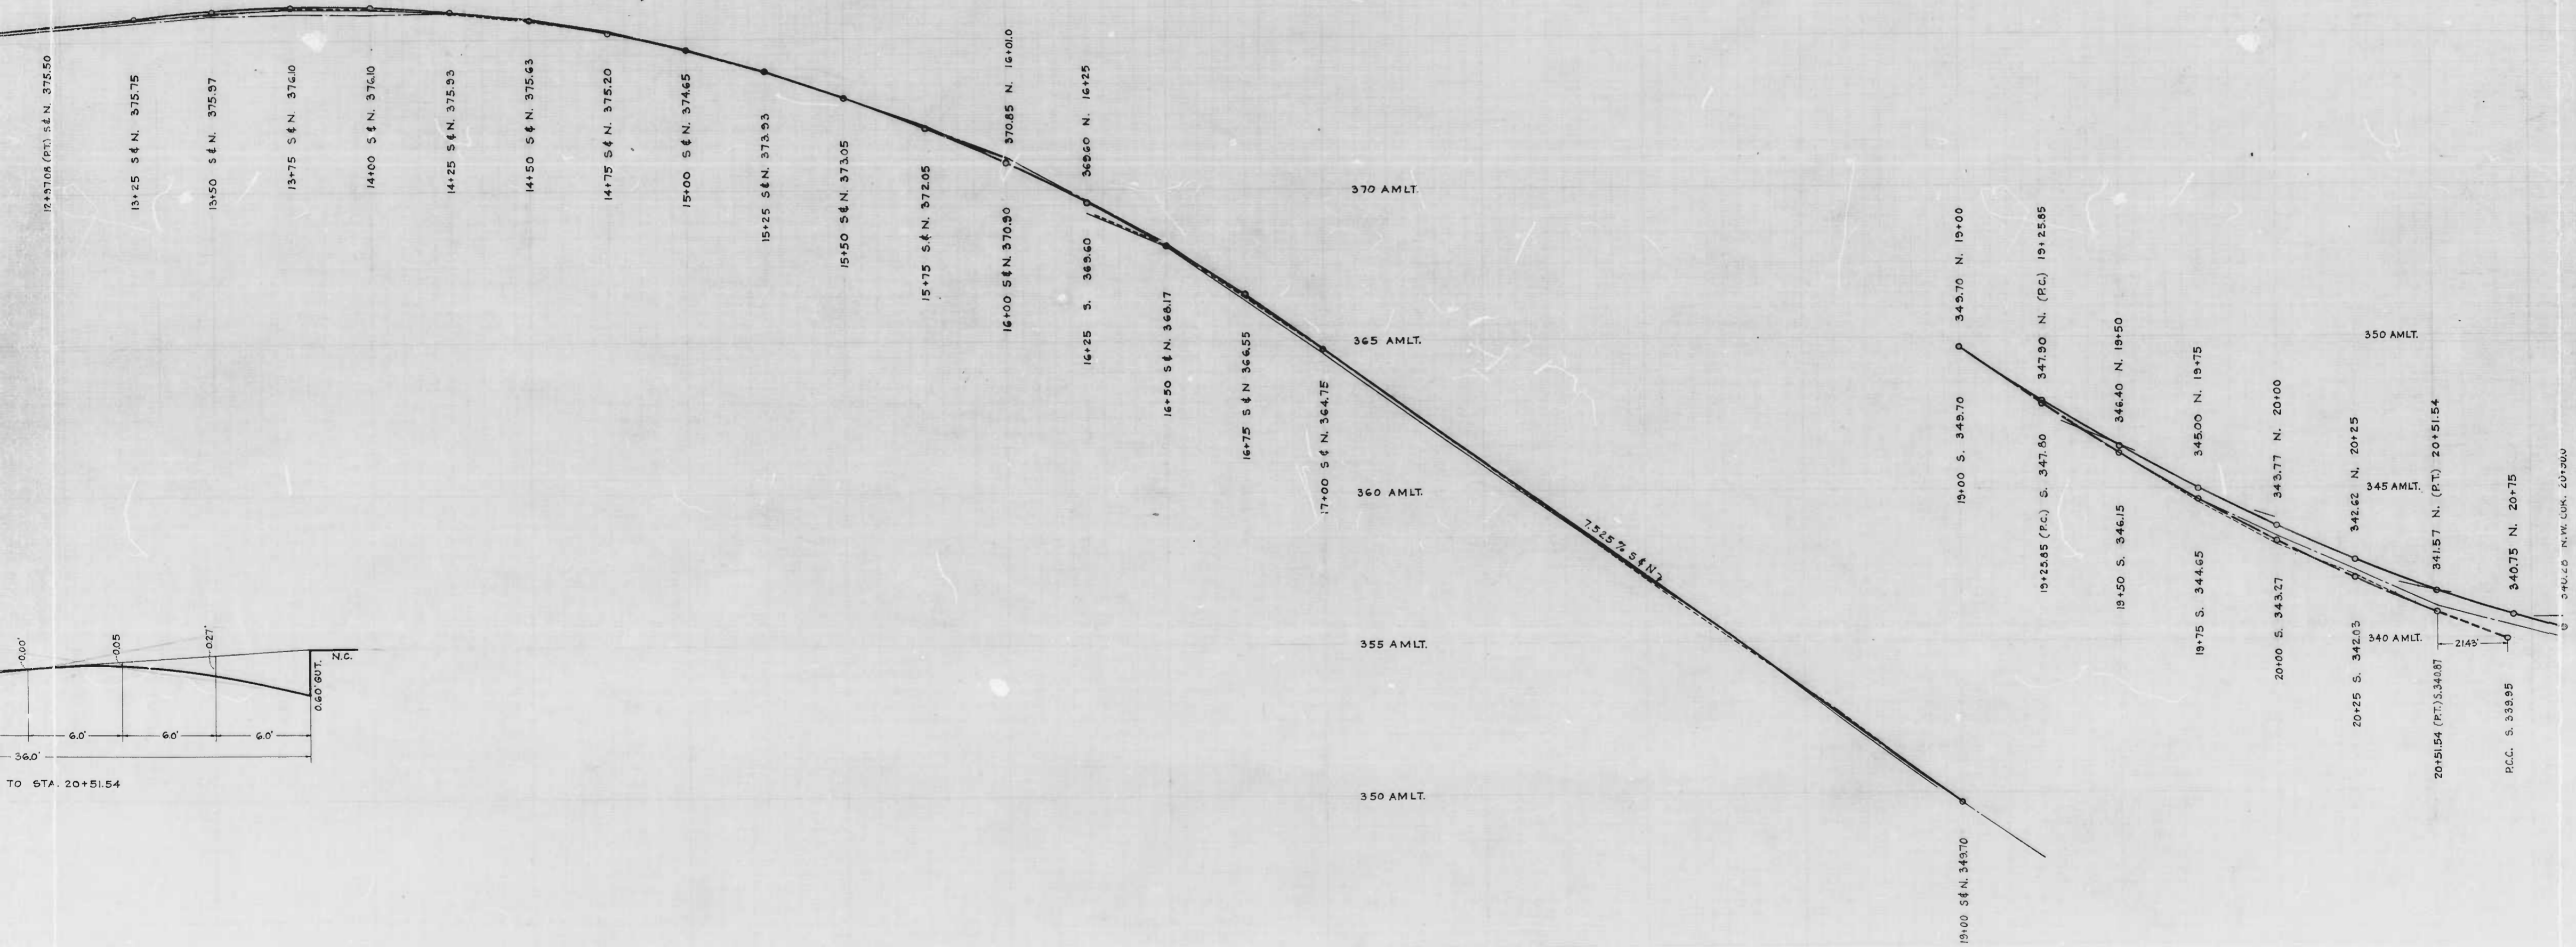 12+97.08 (P.T.) S & N. 375.50
13+25 S & N. 375.75
13+50 S & N. 375.97
13+75 S & N. 376.10
14+00 S & N. 376.10
14+25 S & N. 375.93
14+50 S & N. 375.63
14+75 S & N. 375.20
15+00 S & N. 374.65
15+25 S & N. 373.93
15+50 S & N. 373.05
15+75 S. & N. 372.05
370.85 N. 16+01.0
16+00 S & N. 370.90
369.60 N. 16+25
16+25 S. 369.60
16+50 S & N. 368.17
16+75 S & N 366.55
17+00 S & N. 364.75
370 AMLT.
365 AMLT.
360 AMLT.
355 AMLT.
350 AMLT.
7.525 % S & N
19+00 S & N. 349.70
349.70 N. 19+00
19+00 S. 349.70
347.90 N. (P.C.) 19+25.85
19+25.85 (P.C.) S. 347.80
346.40 N. 19+50
19+50 S. 346.15
345.00 N. 19+75
19+75 S. 344.65
343.77 N. 20+00
20+00 S. 343.27
342.62 N. 20+25
20+25 S. 342.03
341.57 N. (P.T.) 20+51.54
20+51.54 (P.T.) S. 340.87
340.75 N. 20+75
P.C.C. S. 339.95
340.28 N.W. COR.
350 AMLT.
345 AMLT.
340 AMLT.
21.43'
0.00'
0.05
0.27'
N.C.
0.60' GUT.
6.0'
6.0'
6.0'
36.0'
TO STA. 20+51.54